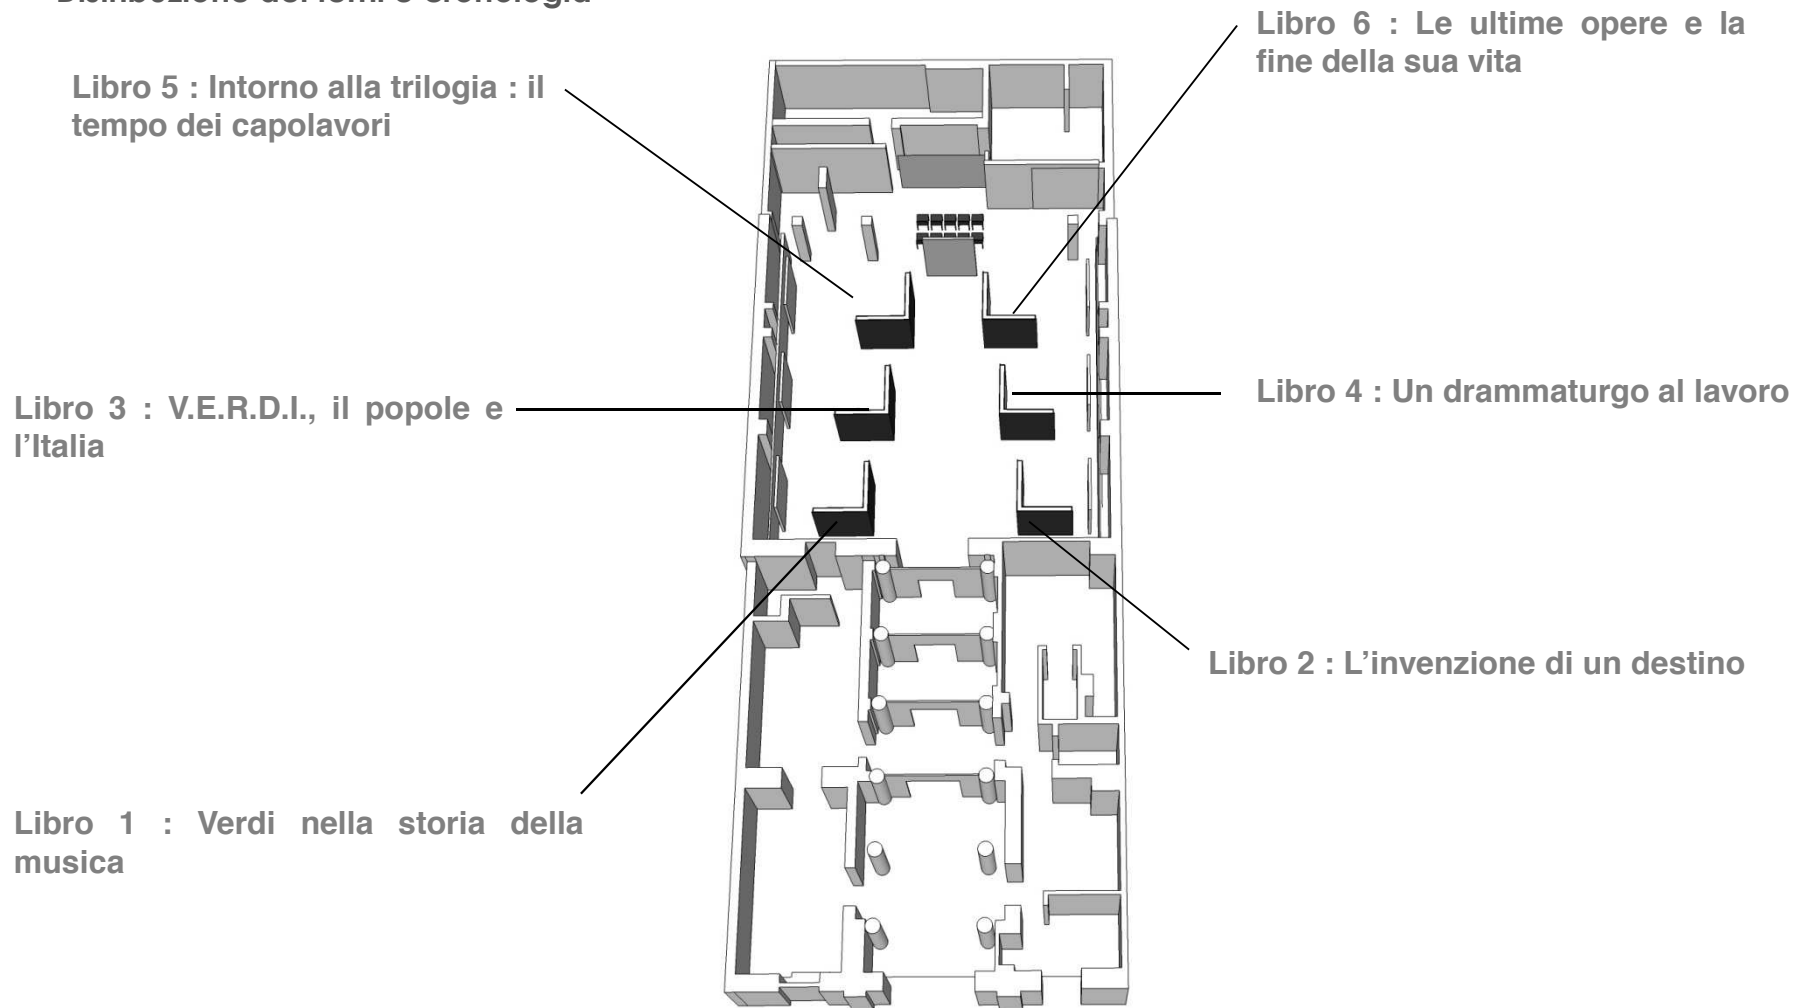 Libro 6 : Le ultime opere e la
fine della sua vita
Libro 5 : Intorno alla trilogia : il
tempo dei capolavori
Libro 3 : V.E.R.D.I., il popole e
l’Italia
Libro 4 : Un drammaturgo al lavoro
Libro 2 : L’invenzione di un destino
Libro 1 : Verdi nella storia della
musica